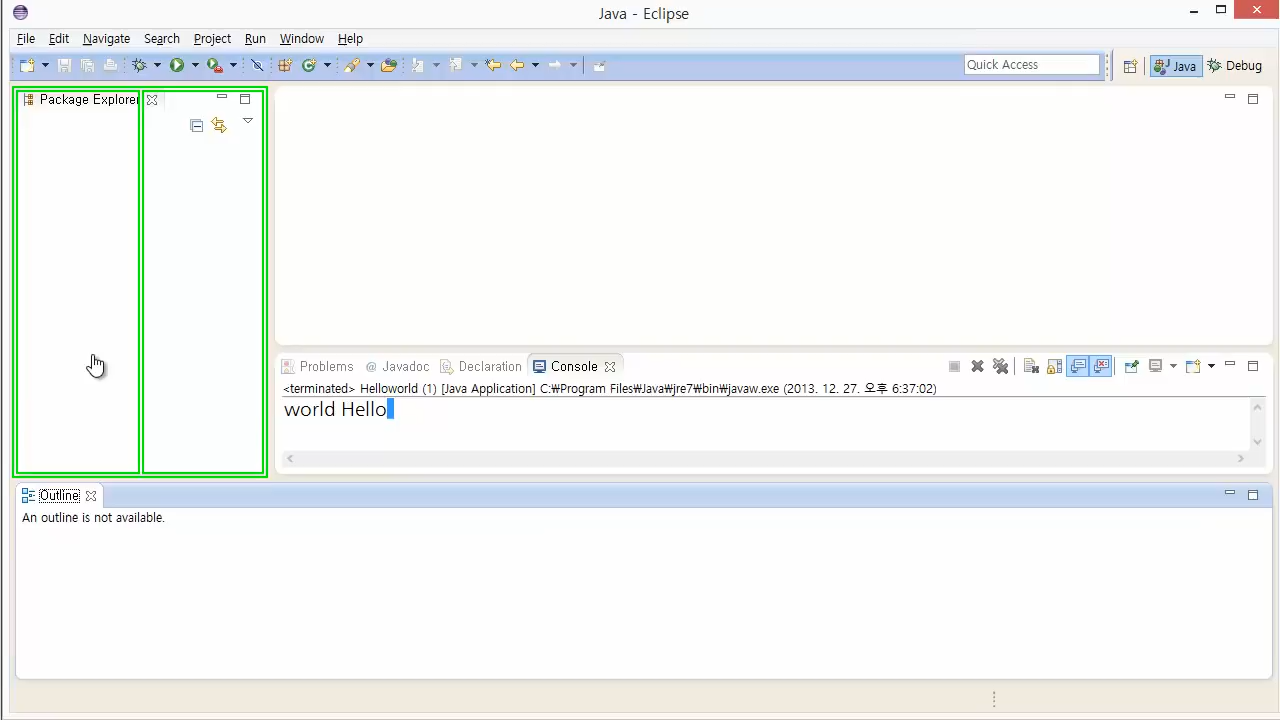 Java - Eclipse
File Edit Navigate Search Project Run Window Help
Quick Access Java Debug
Package Explorer
Problems @ Javadoc Declaration Console
<terminated> Helloworld (1) [Java Application] C:₩Program Files₩Java₩jre7₩bin₩javaw.exe (2013. 12. 27. 오후 6:37:02)
world Hello
Outline
An outline is not available.